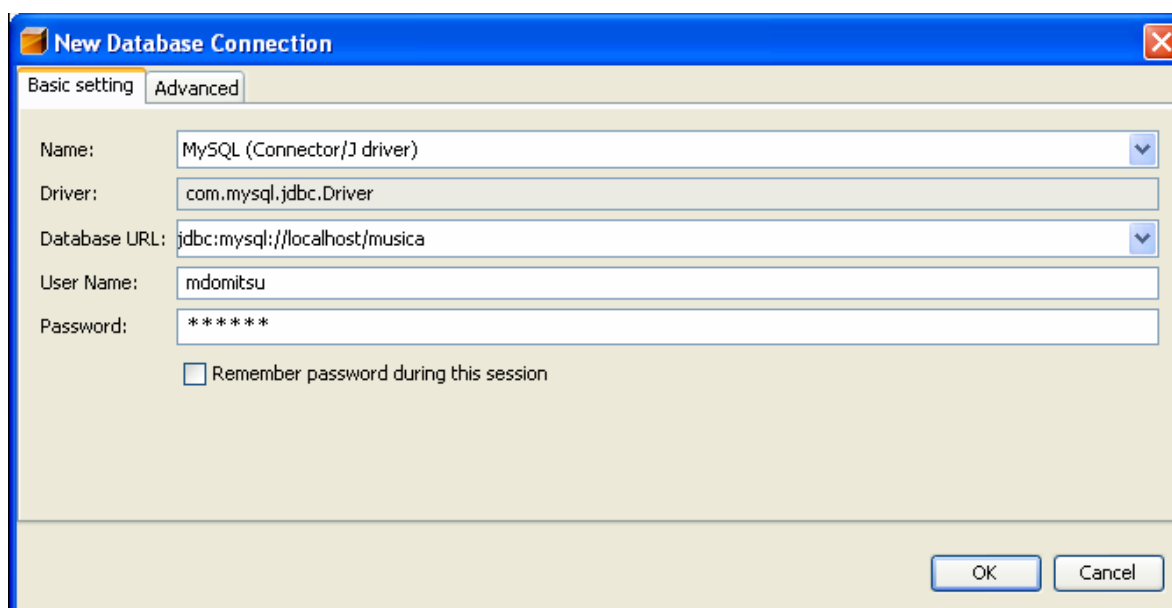 New Database Connection
Basic setting Advanced
Name: MySQL (Connector/J driver)
Driver: com.mysql.jdbc.Driver
Database URL: jdbc:mysql://localhost/musica
User Name: mdomitsu
Password: ******
Remember password during this session
OK Cancel